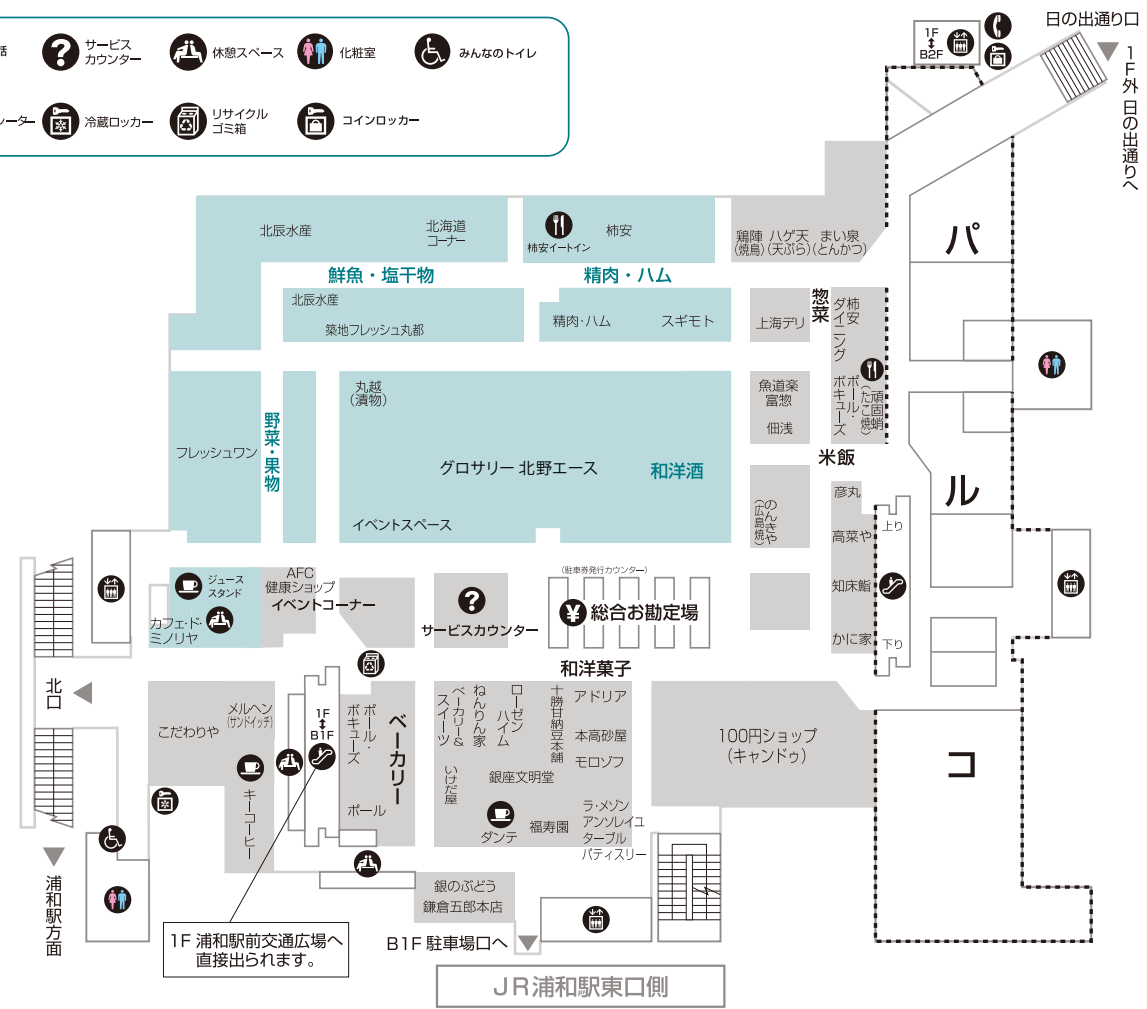 話
サービス
カウンター
休憩スペース
化粧室
みんなのトイレ
レーター
冷蔵ロッカー
リサイクル
ゴミ箱
コインロッカー
1F
↕
B2F
日の出通り口
1F外 日の出通りへ
北辰水産
北海道
コーナー
柿安イートイン
柿安
鶏陣
(焼鳥)
ハゲ天
(天ぷら)
まい泉
(とんかつ)
鮮魚・塩干物
精肉・ハム
惣菜
北辰水産
築地フレッシュ丸都
精肉・ハム
スギモト
上海デリ
柿安
ダイニング
ポール・
ボキューズ
頑固蛸
(たこ焼)
パルコ
丸越
(漬物)
魚道楽
富惣
佃浅
フレッシュワン
野菜・果物
グロサリー 北野エース
和洋酒
イベントスペース
米飯
のんきや
(広島焼)
彦丸
高菜や
知床鮨
かに家
上り
下り
ジュース
スタンド
カフェ・ド・
ミノリヤ
AFC
健康ショップ
イベントコーナー
サービスカウンター
(駐車券発行カウンター)
¥総合お勘定場
和洋菓子
北口
こだわりや
メルヘン
(サンドイッチ)
キーコーヒー
1F
↕
B1F
ポール・
ボキューズ
ベーカリー
ポール
ベーカリー&
スイーツ
ねんりん家
ローゼン
ハイム
十勝甘納豆本舗
アドリア
本高砂屋
モロゾフ
いけだ屋
銀座文明堂
ダンテ
福寿園
ラ・メゾン
アンソレイユ
ターブル
パティスリー
100円ショップ
(キャンドゥ)
銀のぶどう
鎌倉五郎本店
浦和駅方面
1F 浦和駅前交通広場へ
直接出られます。
B1F 駐車場口へ
JR浦和駅東口側